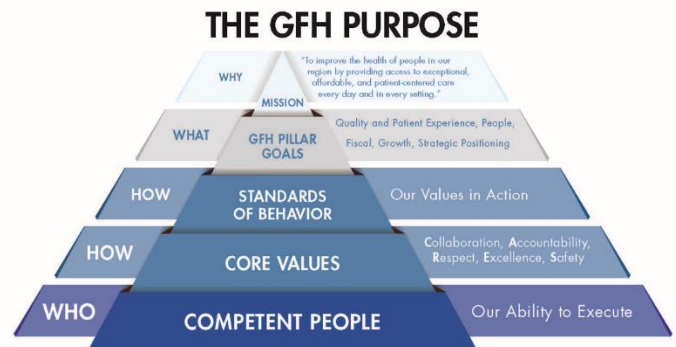 THE GFH PURPOSE
WHY
MISSION
"To improve the health of people in our
region by providing access to exceptional,
affordable, and patient-centered care
every day and in every setting."
WHAT
GFH PILLAR
GOALS
Quality and Patient Experience, People,
Fiscal, Growth, Strategic Positioning
HOW
STANDARDS
OF BEHAVIOR
Our Values in Action
HOW
CORE VALUES
Collaboration, Accountability,
Respect, Excellence, Safety
WHO
COMPETENT PEOPLE
Our Ability to Execute